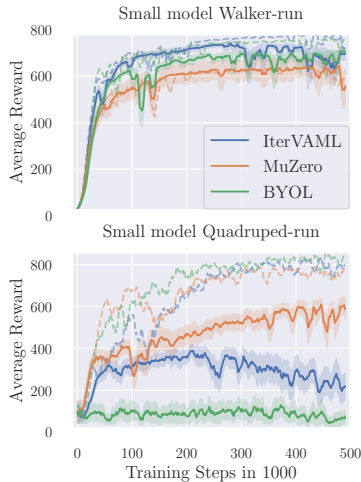 Small model Walker-run
800
600
400
200
0
Average Reward
IterVAML
MuZero
BYOL
Small model Quadruped-run
800
600
400
200
0
Average Reward
0 100 200 300 400 500
Training Steps in 1000